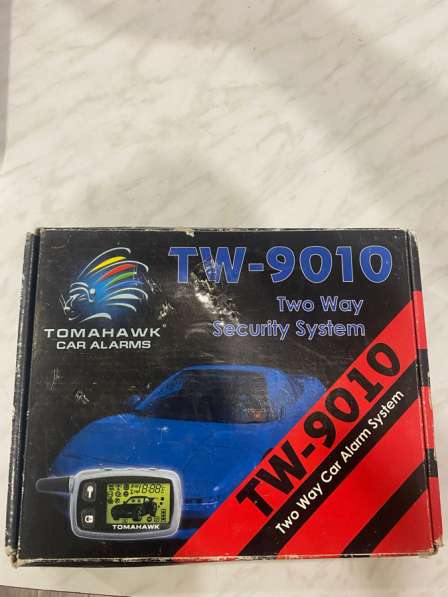 TW-9010
Two Way
Security System
TOMAHAWK®
CAR ALARMS
TW-9010
Two Way Car Alarm System
TOMAHAWK